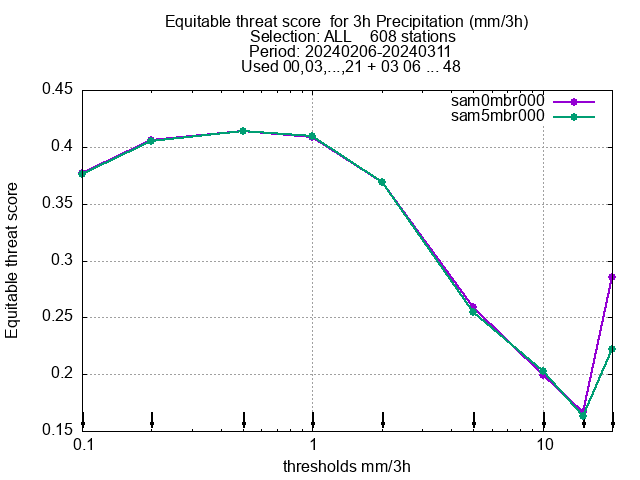 Equitable threat score  for 3h Precipitation (mm/3h)
Selection: ALL    608 stations
Period: 20240206-20240311
Used 00,03,...,21 + 03 06 ... 48
sam0mbr000
sam5mbr000
0.45
0.4
0.35
0.3
0.25
0.2
0.15
Equitable threat score
0.1
1
10
thresholds mm/3h